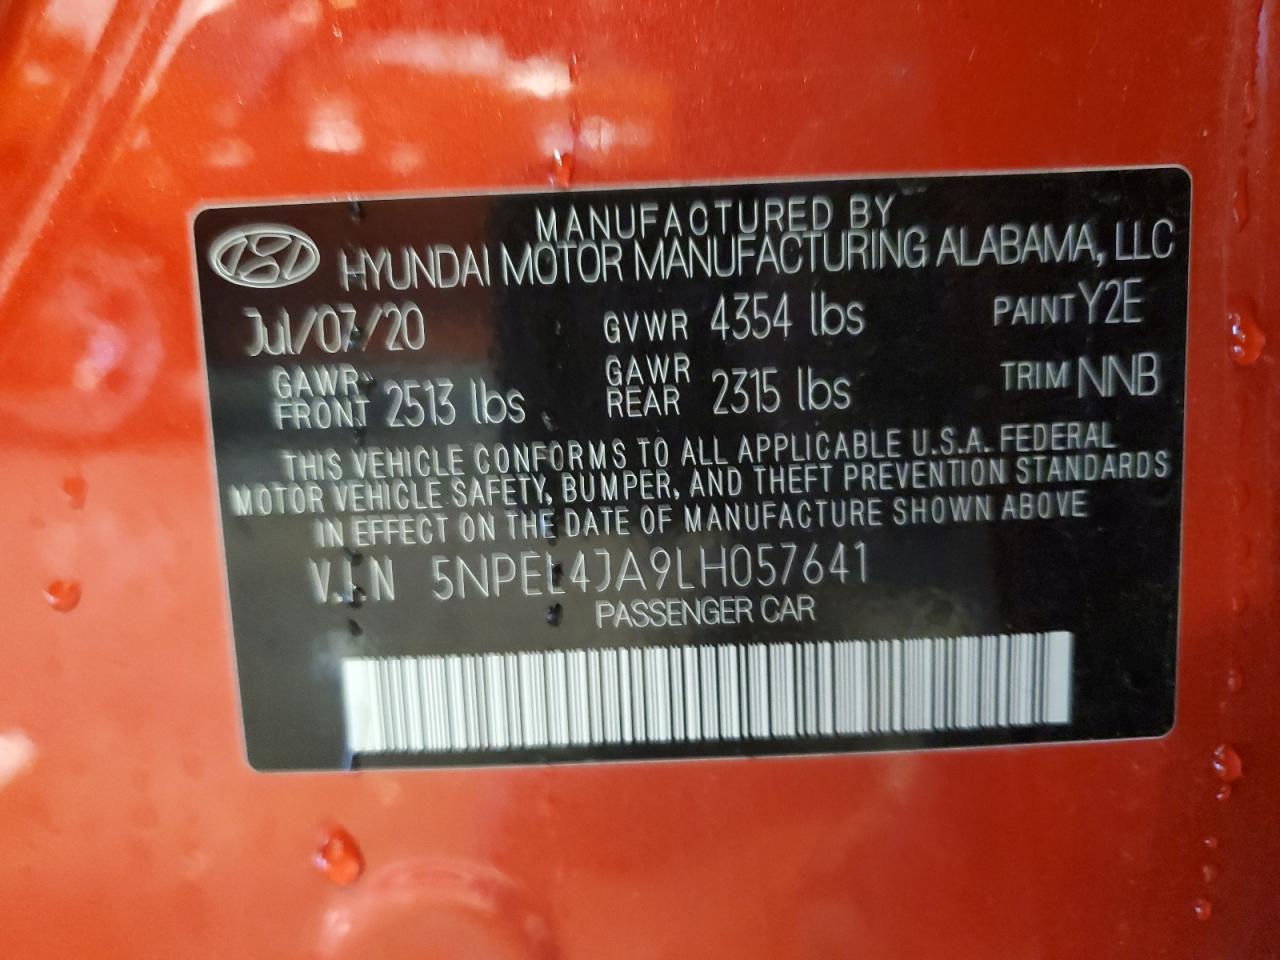 MANUFACTURED BY
HYUNDAI MOTOR MANUFACTURING ALABAMA, LLC
Jul/07/20 GVWR 4354 lbs PAINT Y2E
GAWR FRONT 2513 lbs GAWR REAR 2315 lbs TRIM NNB
THIS VEHICLE CONFORMS TO ALL APPLICABLE U.S.A. FEDERAL
MOTOR VEHICLE SAFETY, BUMPER, AND THEFT PREVENTION STANDARDS
IN EFFECT ON THE DATE OF MANUFACTURE SHOWN ABOVE
V.I.N 5NPEL4JA9LH057641
PASSENGER CAR